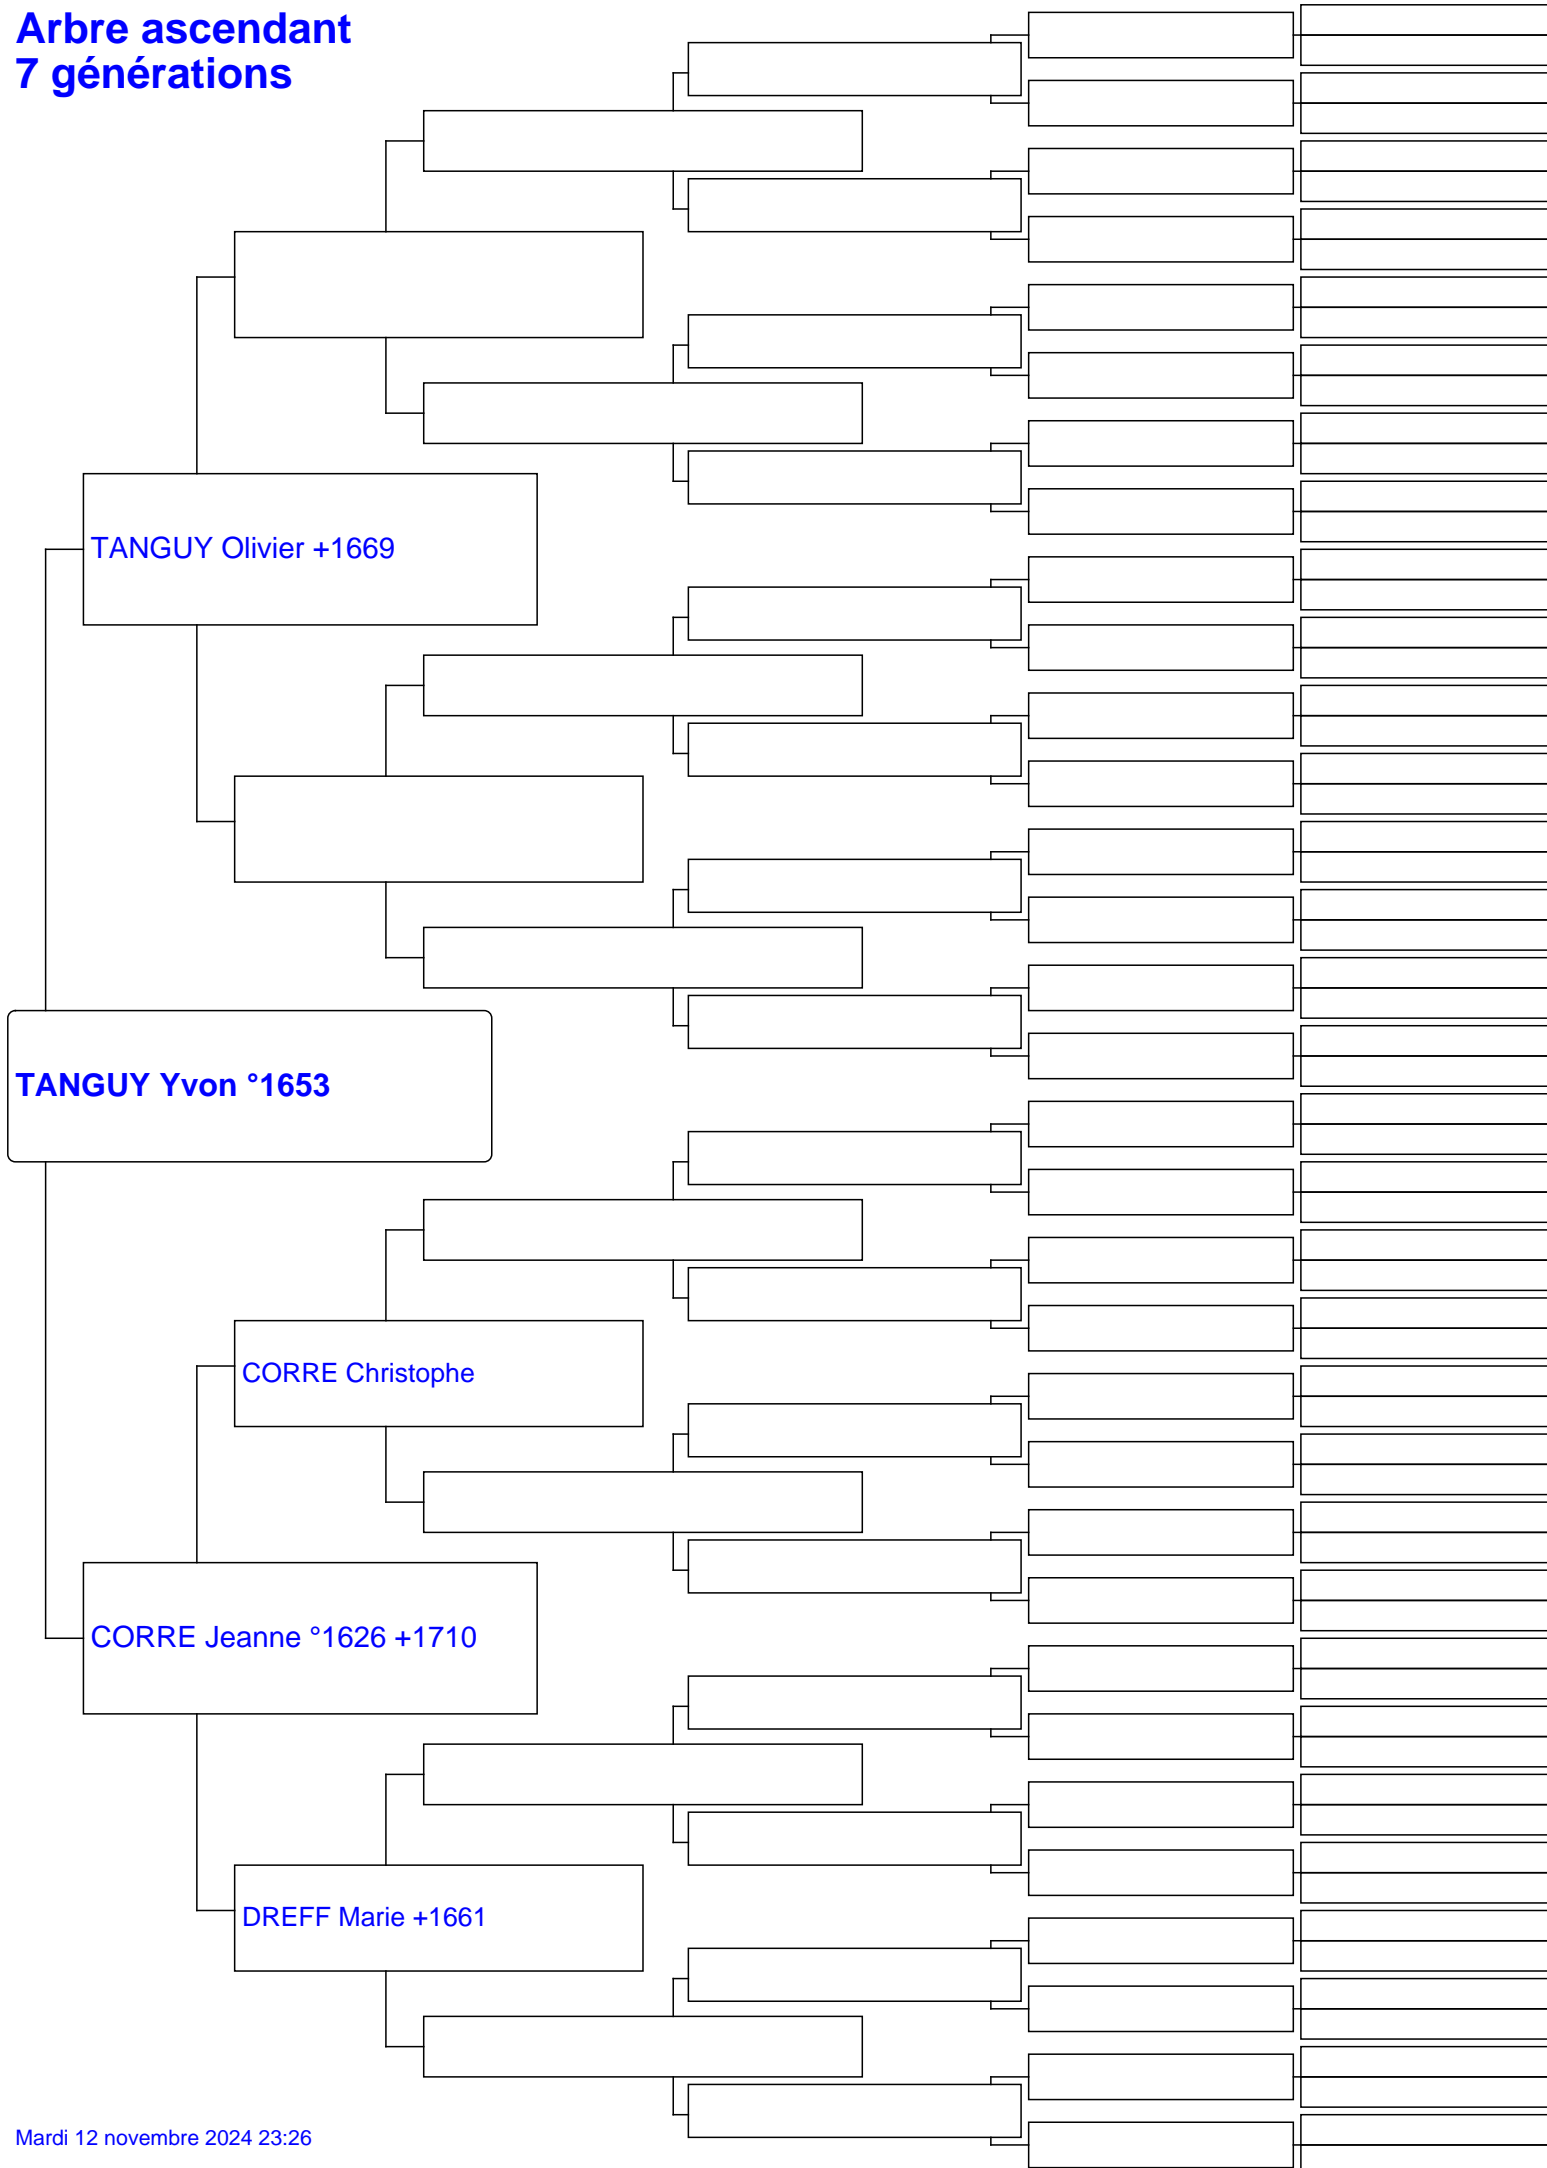 Arbre ascendant
7 générations
TANGUY Olivier +1669
TANGUY Yvon °1653
CORRE Christophe
CORRE Jeanne °1626 +1710
DREFF Marie +1661
Mardi 12 novembre 2024 23:26